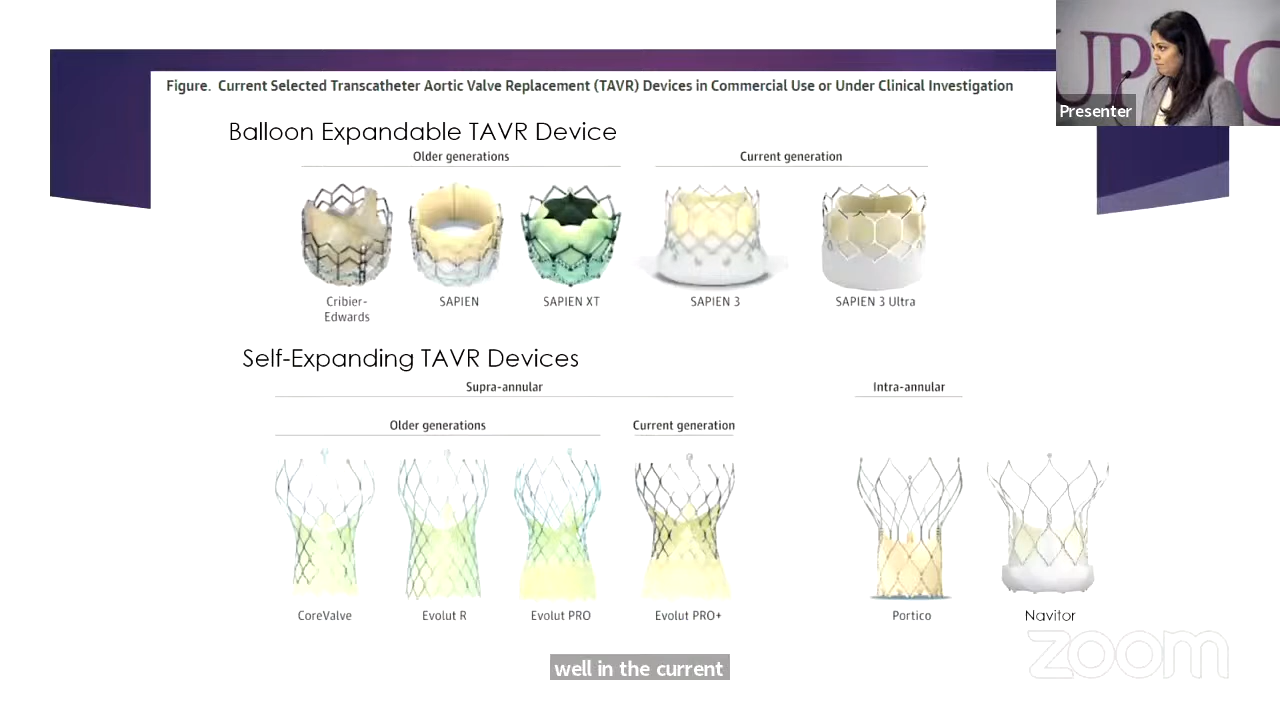 Figure. Current Selected Transcatheter Aortic Valve Replacement (TAVR) Devices in Commercial Use or Under Clinical Investigation
UPMC
Presenter
Balloon Expandable TAVR Device
Older generations
Current generation
Cribier-
Edwards
SAPIEN
SAPIEN XT
SAPIEN 3
SAPIEN 3 Ultra
Self-Expanding TAVR Devices
Supra-annular
Intra-annular
Older generations
Current generation
CoreValve
Evolut R
Evolut PRO
Evolut PRO+
Portico
Navitor
zoom
well in the current